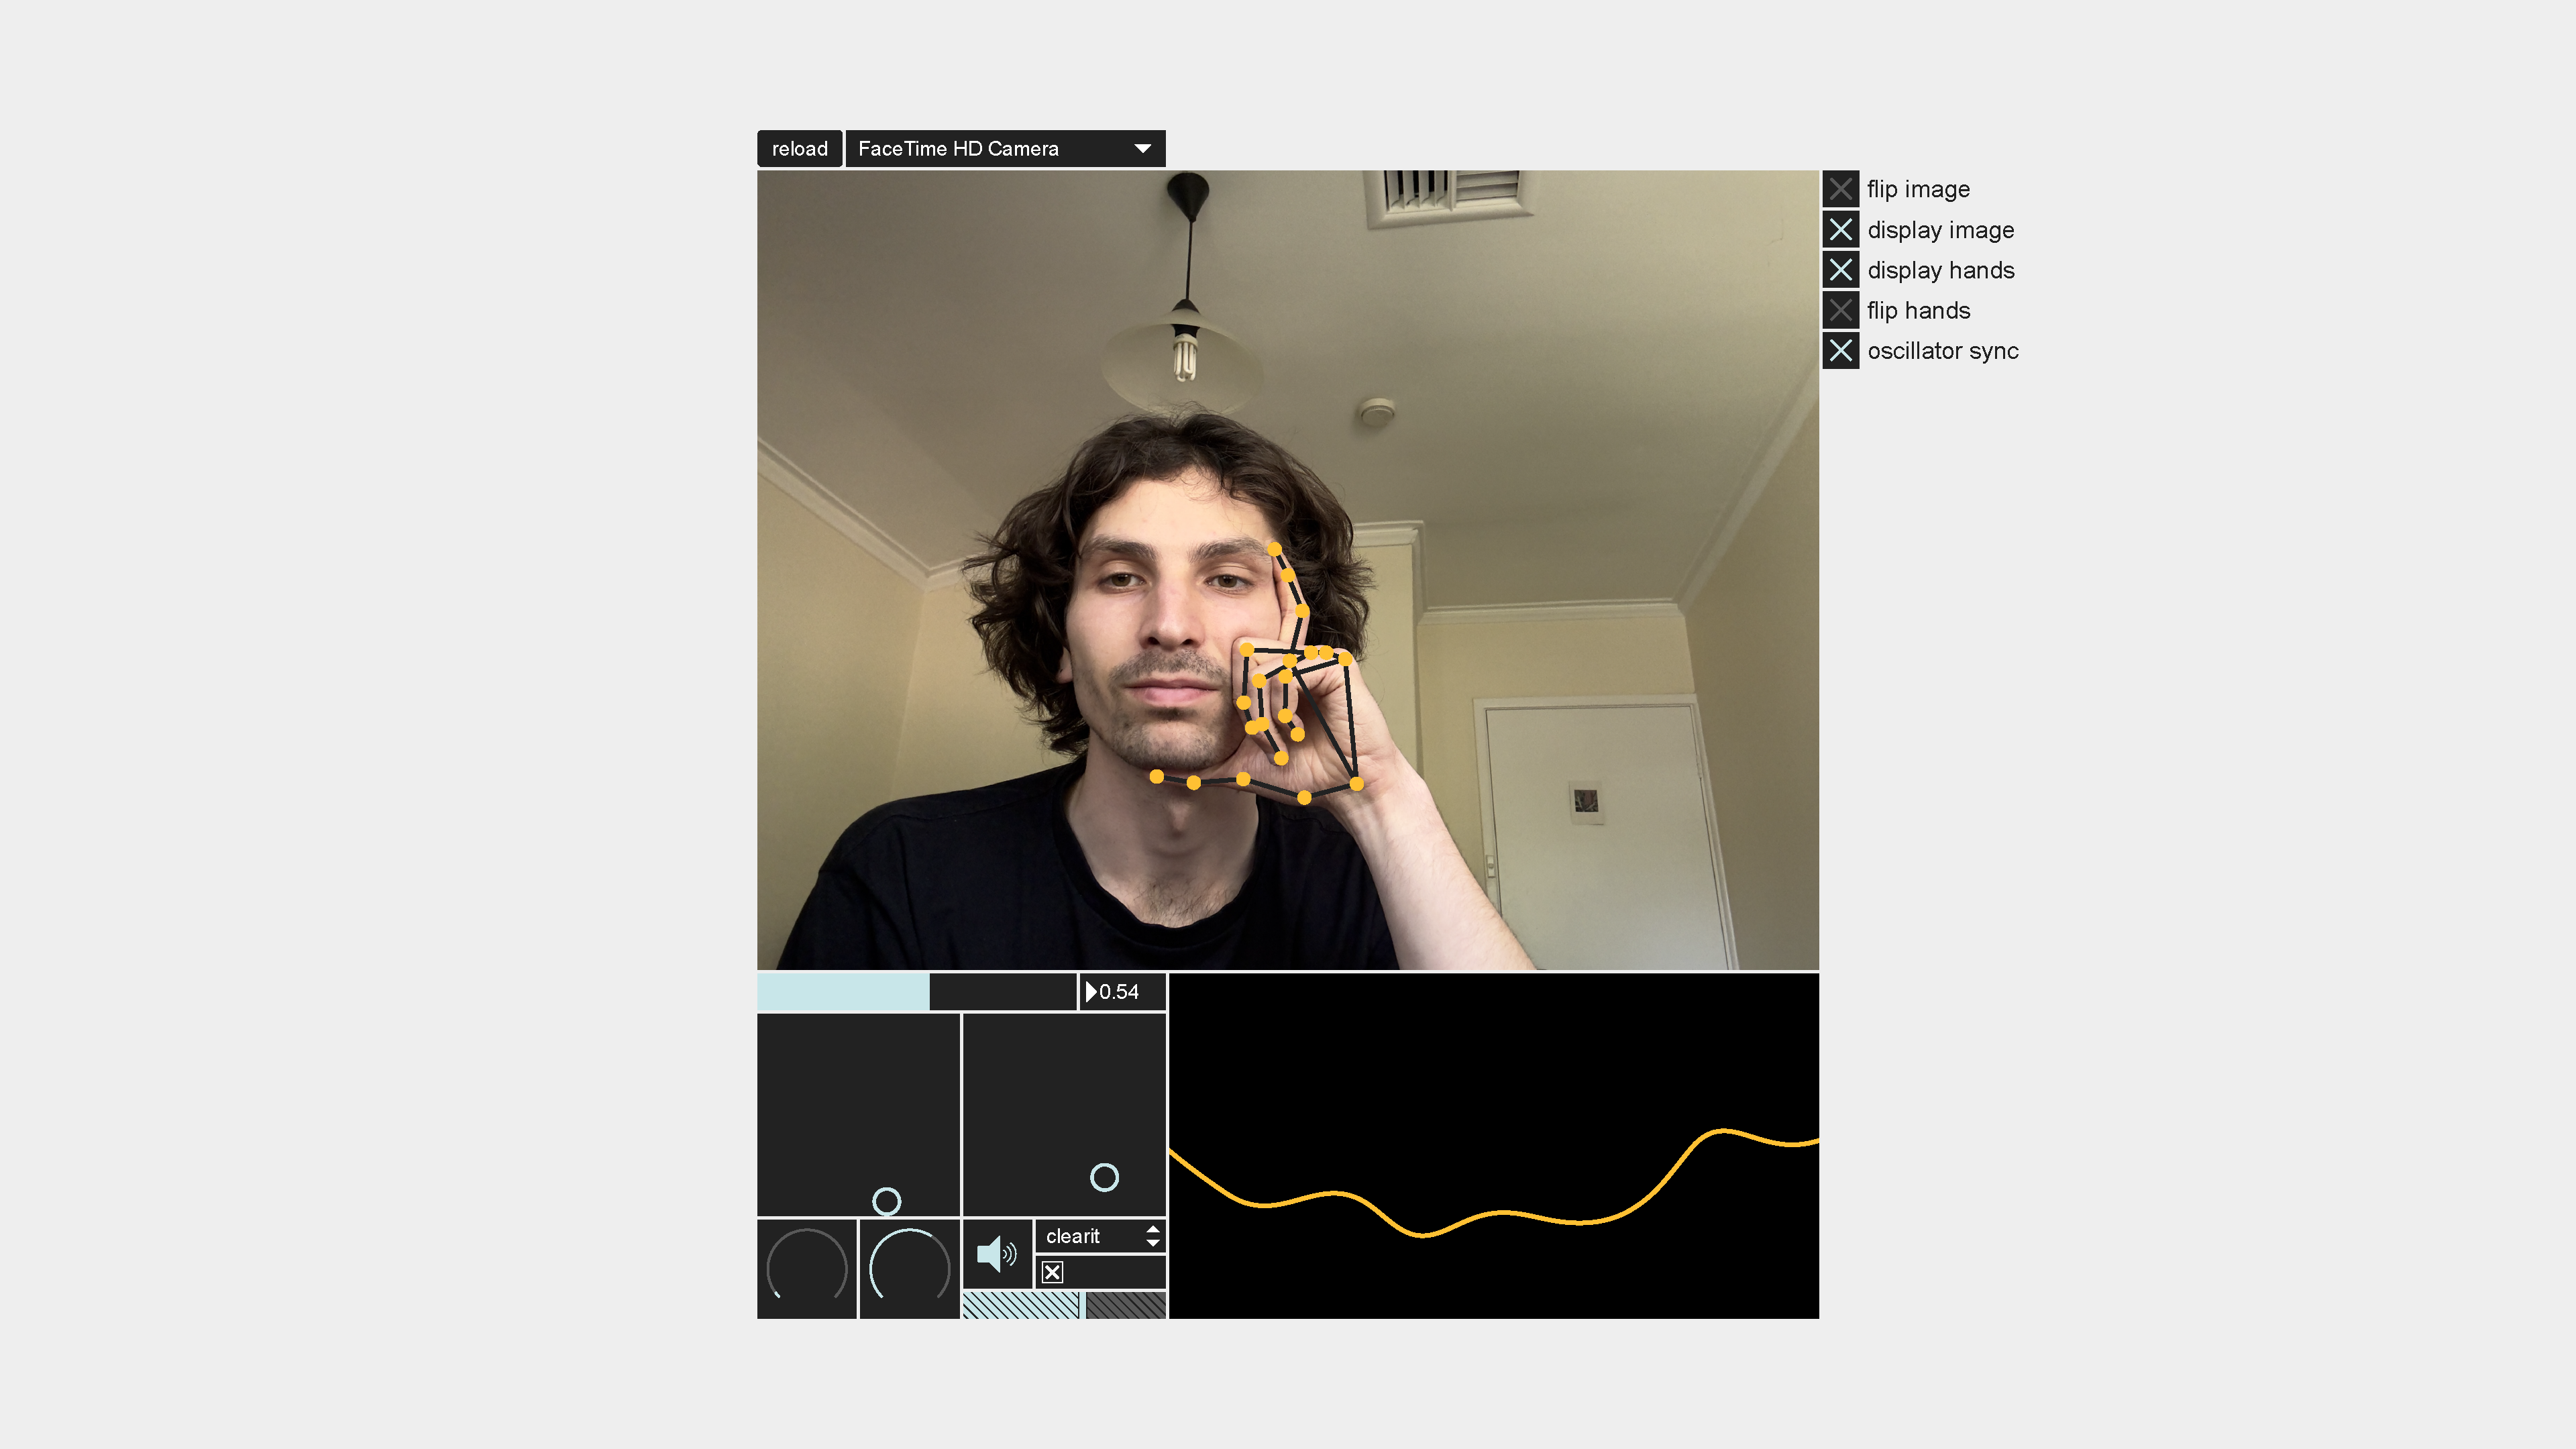 reload
FaceTime HD Camera
flip image
display image
display hands
flip hands
oscillator sync
0.54
clearit